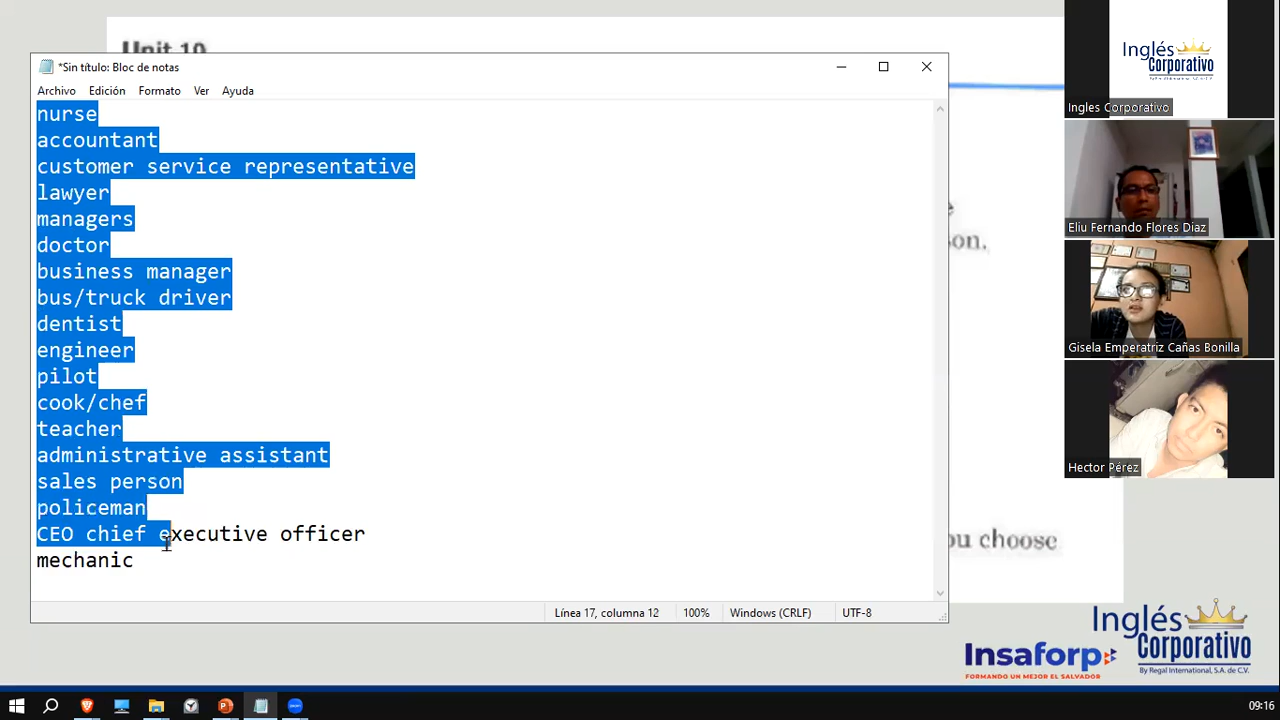 Unit 10
*Sin título: Bloc de notas
Archivo Edición Formato Ver Ayuda
nurse
accountant
customer service representative
lawyer
managers
doctor
business manager
bus/truck driver
dentist
engineer
pilot
cook/chef
teacher
administrative assistant
sales person
policeman
CEO chief executive officer
mechanic
Línea 17, columna 12 100% Windows (CRLF) UTF-8
on.
ou choose
Inglés
Corporativo
Ingles Corporativo
Eliu Fernando Flores Diaz
Gisela Emperatriz Cañas Bonilla
Hector Pérez
Insaforp
FORMANDO UN MEJOR EL SALVADOR
Inglés
Corporativo
By Regal International, S.A. de C.V.
09:16